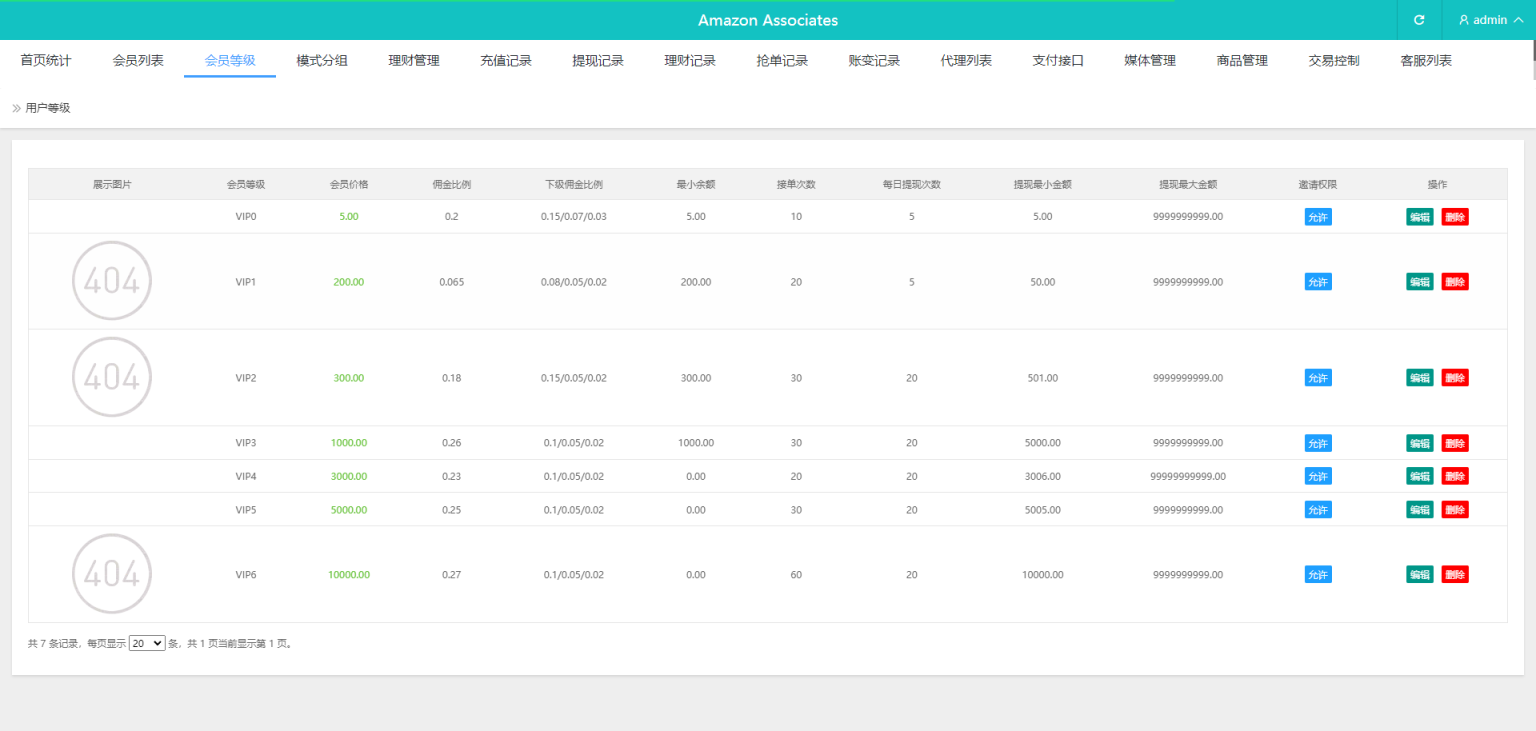 Amazon Associates
admin
首页统计 会员列表 会员等级 模式分组 理财管理 充值记录 提现记录 理财记录 抢单记录 账变记录 代理列表 支付接口 媒体管理 商品管理 交易控制 客服列表
用户等级
展示图片 会员等级 会员价格 佣金比例 下级佣金比例 最小余额 接单次数 每日提现次数 提现最小金额 提现最大金额 邀请权限 操作
VIP0 5.00 0.2 0.15/0.07/0.03 5.00 10 5 5.00 9999999999.00 允许 编辑 删除
404 VIP1 200.00 0.065 0.08/0.05/0.02 200.00 20 5 50.00 9999999999.00 允许 编辑 删除
404 VIP2 300.00 0.18 0.15/0.05/0.02 300.00 30 20 501.00 9999999999.00 允许 编辑 删除
VIP3 1000.00 0.26 0.1/0.05/0.02 1000.00 30 20 5000.00 9999999999.00 允许 编辑 删除
VIP4 3000.00 0.23 0.1/0.05/0.02 0.00 20 20 3006.00 99999999999.00 允许 编辑 删除
VIP5 5000.00 0.25 0.1/0.05/0.02 0.00 30 20 5005.00 9999999999.00 允许 编辑 删除
404 VIP6 10000.00 0.27 0.1/0.05/0.02 0.00 60 20 10000.00 9999999999.00 允许 编辑 删除
共 7 条记录，每页显示 20 条，共 1 页当前显示第 1 页。